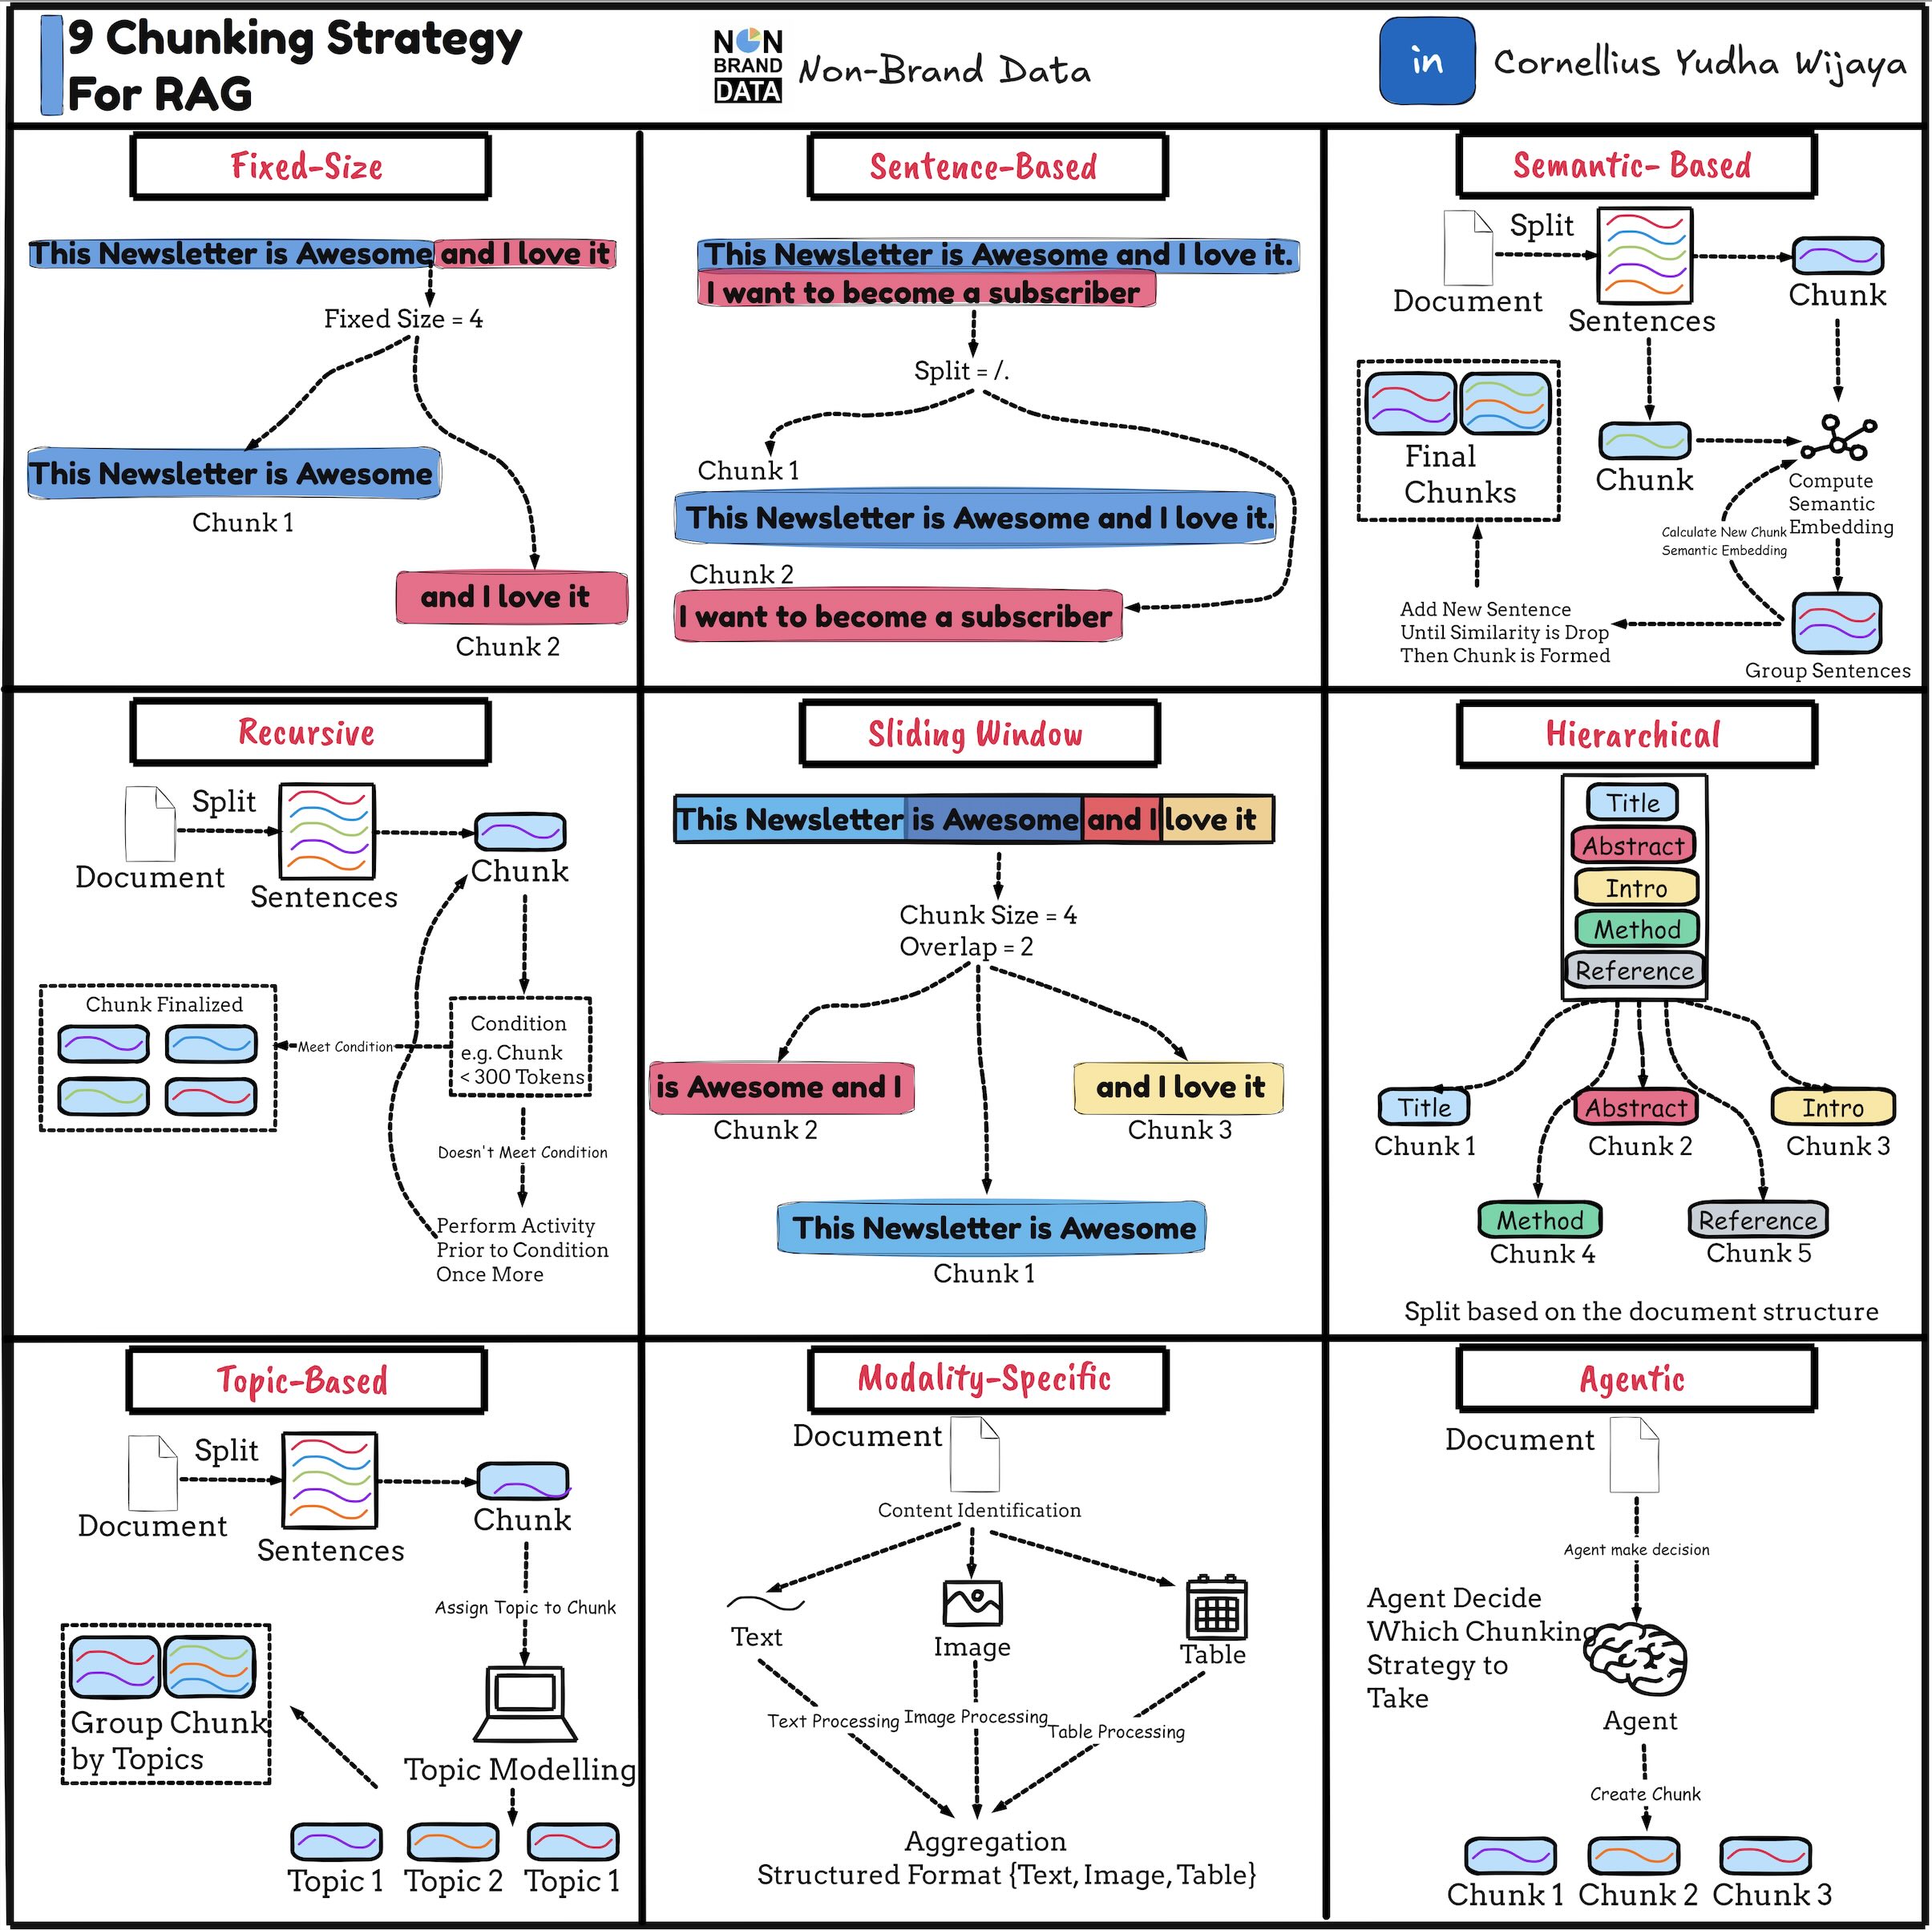 9 Chunking Strategy
For RAG
NON
BRAND
DATA
Non-Brand Data
in
Cornellius Yudha Wijaya
Fixed-Size
This Newsletter is Awesome and I love it
Fixed Size = 4
This Newsletter is Awesome
Chunk 1
and I love it
Chunk 2
Sentence-Based
This Newsletter is Awesome and I love it.
I want to become a subscriber
Split = /.
Chunk 1
This Newsletter is Awesome and I love it.
Chunk 2
I want to become a subscriber
Semantic- Based
Split
Document
Sentences
Chunk
Final
Chunks
Chunk
Compute
Semantic
Embedding
Calculate New Chunk
Semantic Embedding
Add New Sentence
Until Similarity is Drop
Then Chunk is Formed
Group Sentences
Recursive
Split
Document
Sentences
Chunk
Chunk Finalized
Meet Condition
Condition
e.g. Chunk
< 300 Tokens
Doesn't Meet Condition
Perform Activity
Prior to Condition
Once More
Sliding Window
This Newsletter is Awesome and I love it
Chunk Size = 4
Overlap = 2
is Awesome and I
Chunk 2
and I love it
Chunk 3
This Newsletter is Awesome
Chunk 1
Hierarchical
Title
Abstract
Intro
Method
Reference
Title
Chunk 1
Abstract
Chunk 2
Intro
Chunk 3
Method
Chunk 4
Reference
Chunk 5
Split based on the document structure
Topic-Based
Split
Document
Sentences
Chunk
Assign Topic to Chunk
Group Chunk
by Topics
Topic Modelling
Topic 1
Topic 2
Topic 1
Modality-Specific
Document
Content Identification
Text
Image
Table
Text Processing
Image Processing
Table Processing
Aggregation
Structured Format {Text, Image, Table}
Agentic
Document
Agent make decision
Agent Decide
Which Chunking
Strategy to
Take
Agent
Create Chunk
Chunk 1
Chunk 2
Chunk 3